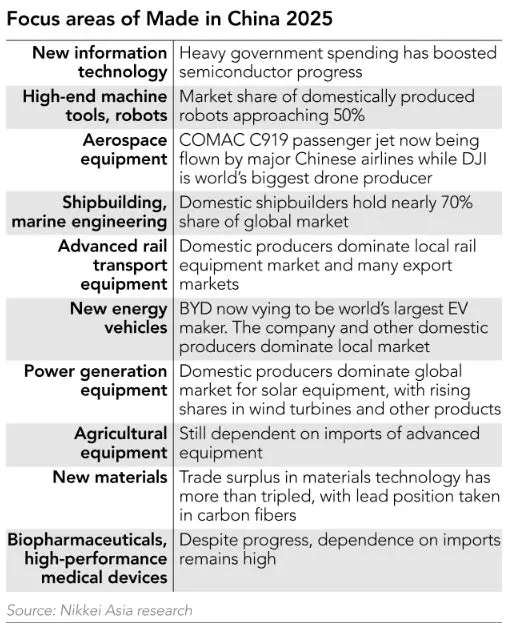 Focus areas of Made in China 2025
New information
technology
Heavy government spending has boosted
semiconductor progress
High-end machine
tools, robots
Market share of domestically produced
robots approaching 50%
Aerospace
equipment
COMAC C919 passenger jet now being
flown by major Chinese airlines while DJI
is world's biggest drone producer
Shipbuilding,
marine engineering
Domestic shipbuilders hold nearly 70%
share of global market
Advanced rail
transport
equipment
Domestic producers dominate local rail
equipment market and many export
markets
New energy
vehicles
BYD now vying to be world's largest EV
maker. The company and other domestic
producers dominate local market
Power generation
equipment
Domestic producers dominate global
market for solar equipment, with rising
shares in wind turbines and other products
Agricultural
equipment
Still dependent on imports of advanced
equipment
New materials
Trade surplus in materials technology has
more than tripled, with lead position taken
in carbon fibers
Biopharmaceuticals,
high-performance
medical devices
Despite progress, dependence on imports
remains high
Source: Nikkei Asia research